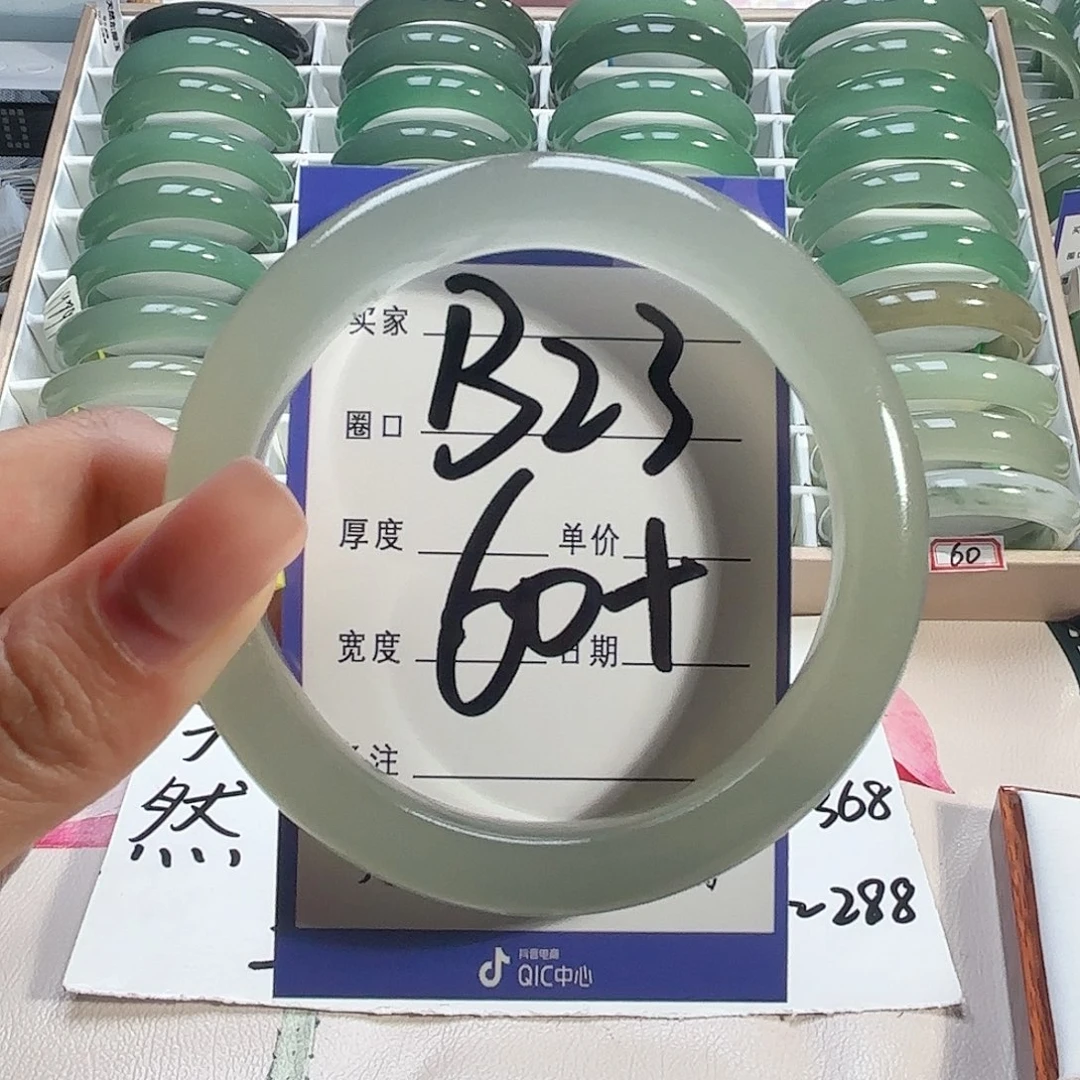 买家 B23
圈口
厚度 单价
60+
宽度 日期
注
60
然
368
~288
抖音电商
QIC中心